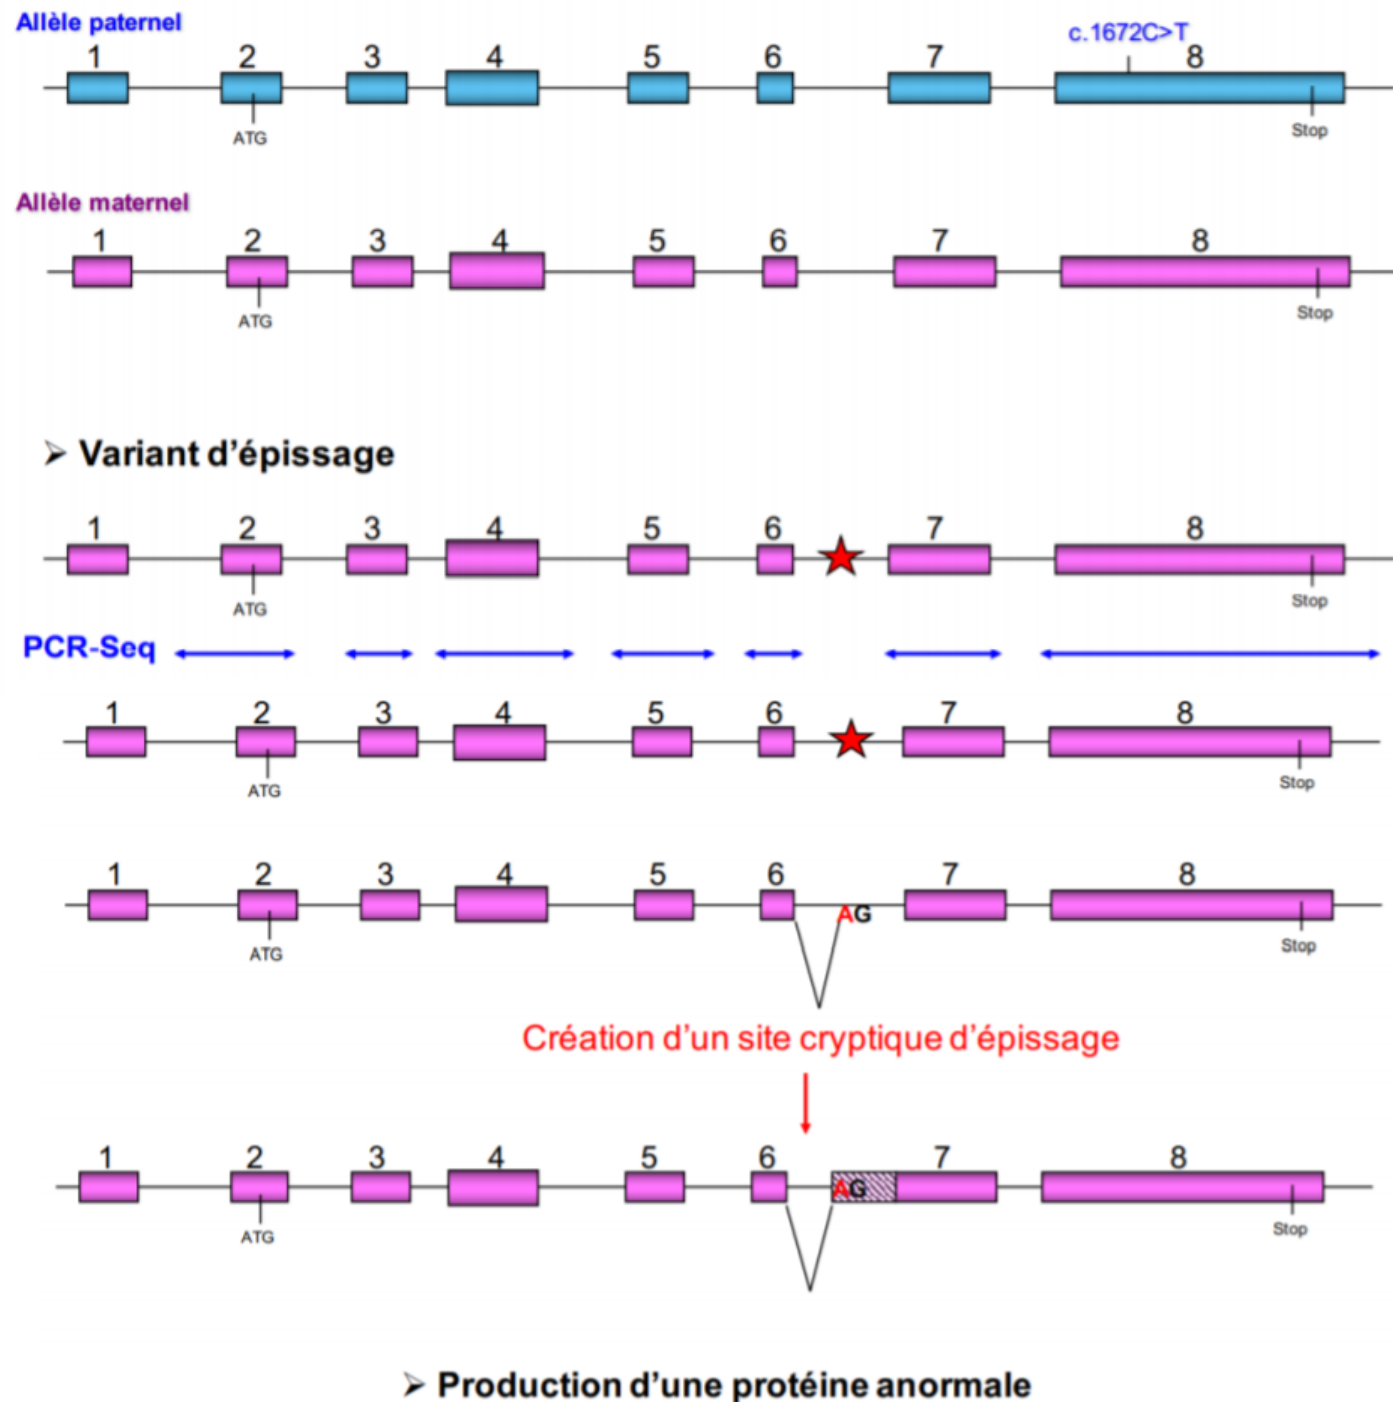 Allèle paternel
c.1672C>T
1 2 3 4 5 6 7 8
ATG
Stop
Allèle maternel
1 2 3 4 5 6 7 8
ATG
Stop
➢ Variant d’épissage
1 2 3 4 5 6 7 8
ATG
Stop
PCR-Seq
1 2 3 4 5 6 7 8
ATG
Stop
1 2 3 4 5 6 7 8
AG
ATG
Stop
Création d’un site cryptique d’épissage
1 2 3 4 5 6 7 8
AG
ATG
Stop
➢ Production d’une protéine anormale